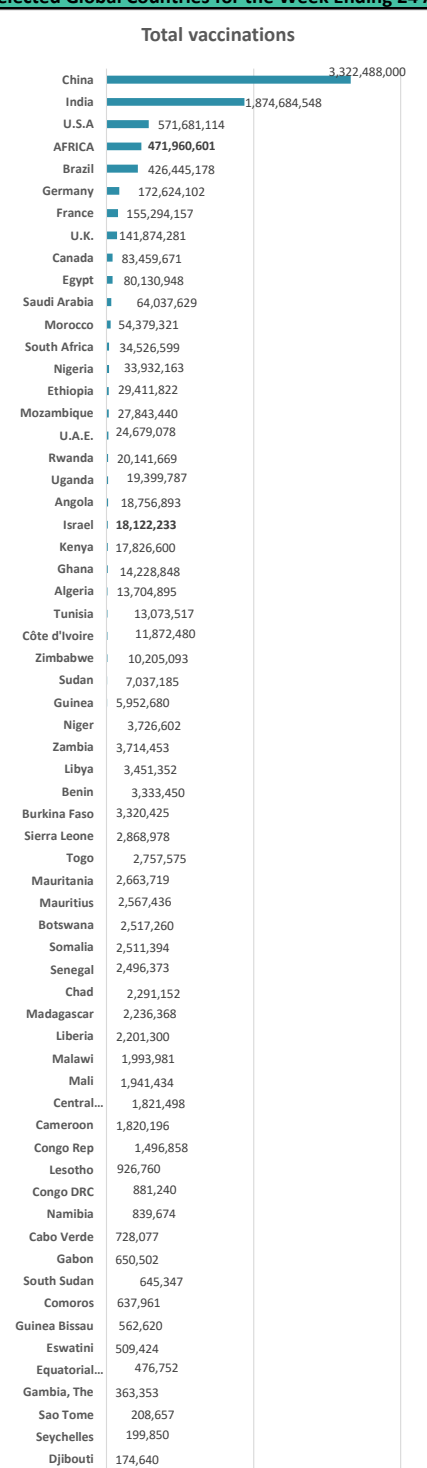 Total vaccinations
China 3,322,488,000
India 1,874,684,548
U.S.A 571,681,114
AFRICA 471,960,601
Brazil 426,445,178
Germany 172,624,102
France 155,294,157
U.K. 141,874,281
Canada 83,459,671
Egypt 80,130,948
Saudi Arabia 64,037,629
Morocco 54,379,321
South Africa 34,526,599
Nigeria 33,932,163
Ethiopia 29,411,822
Mozambique 27,843,440
U.A.E. 24,679,078
Rwanda 20,141,669
Uganda 19,399,787
Angola 18,756,893
Israel 18,122,233
Kenya 17,826,600
Ghana 14,228,848
Algeria 13,704,895
Tunisia 13,073,517
Côte d'Ivoire 11,872,480
Zimbabwe 10,205,093
Sudan 7,037,185
Guinea 5,952,680
Niger 3,726,602
Zambia 3,714,453
Libya 3,451,352
Benin 3,333,450
Burkina Faso 3,320,425
Sierra Leone 2,868,978
Togo 2,757,575
Mauritania 2,663,719
Mauritius 2,567,436
Botswana 2,517,260
Somalia 2,511,394
Senegal 2,496,373
Chad 2,291,152
Madagascar 2,236,368
Liberia 2,201,300
Malawi 1,993,981
Mali 1,941,434
Central... 1,821,498
Cameroon 1,820,196
Congo Rep 1,496,858
Lesotho 926,760
Congo DRC 881,240
Namibia 839,674
Cabo Verde 728,077
Gabon 650,502
South Sudan 645,347
Comoros 637,961
Guinea Bissau 562,620
Eswatini 509,424
Equatorial... 476,752
Gambia, The 363,353
Sao Tome 208,657
Seychelles 199,850
Djibouti 174,640